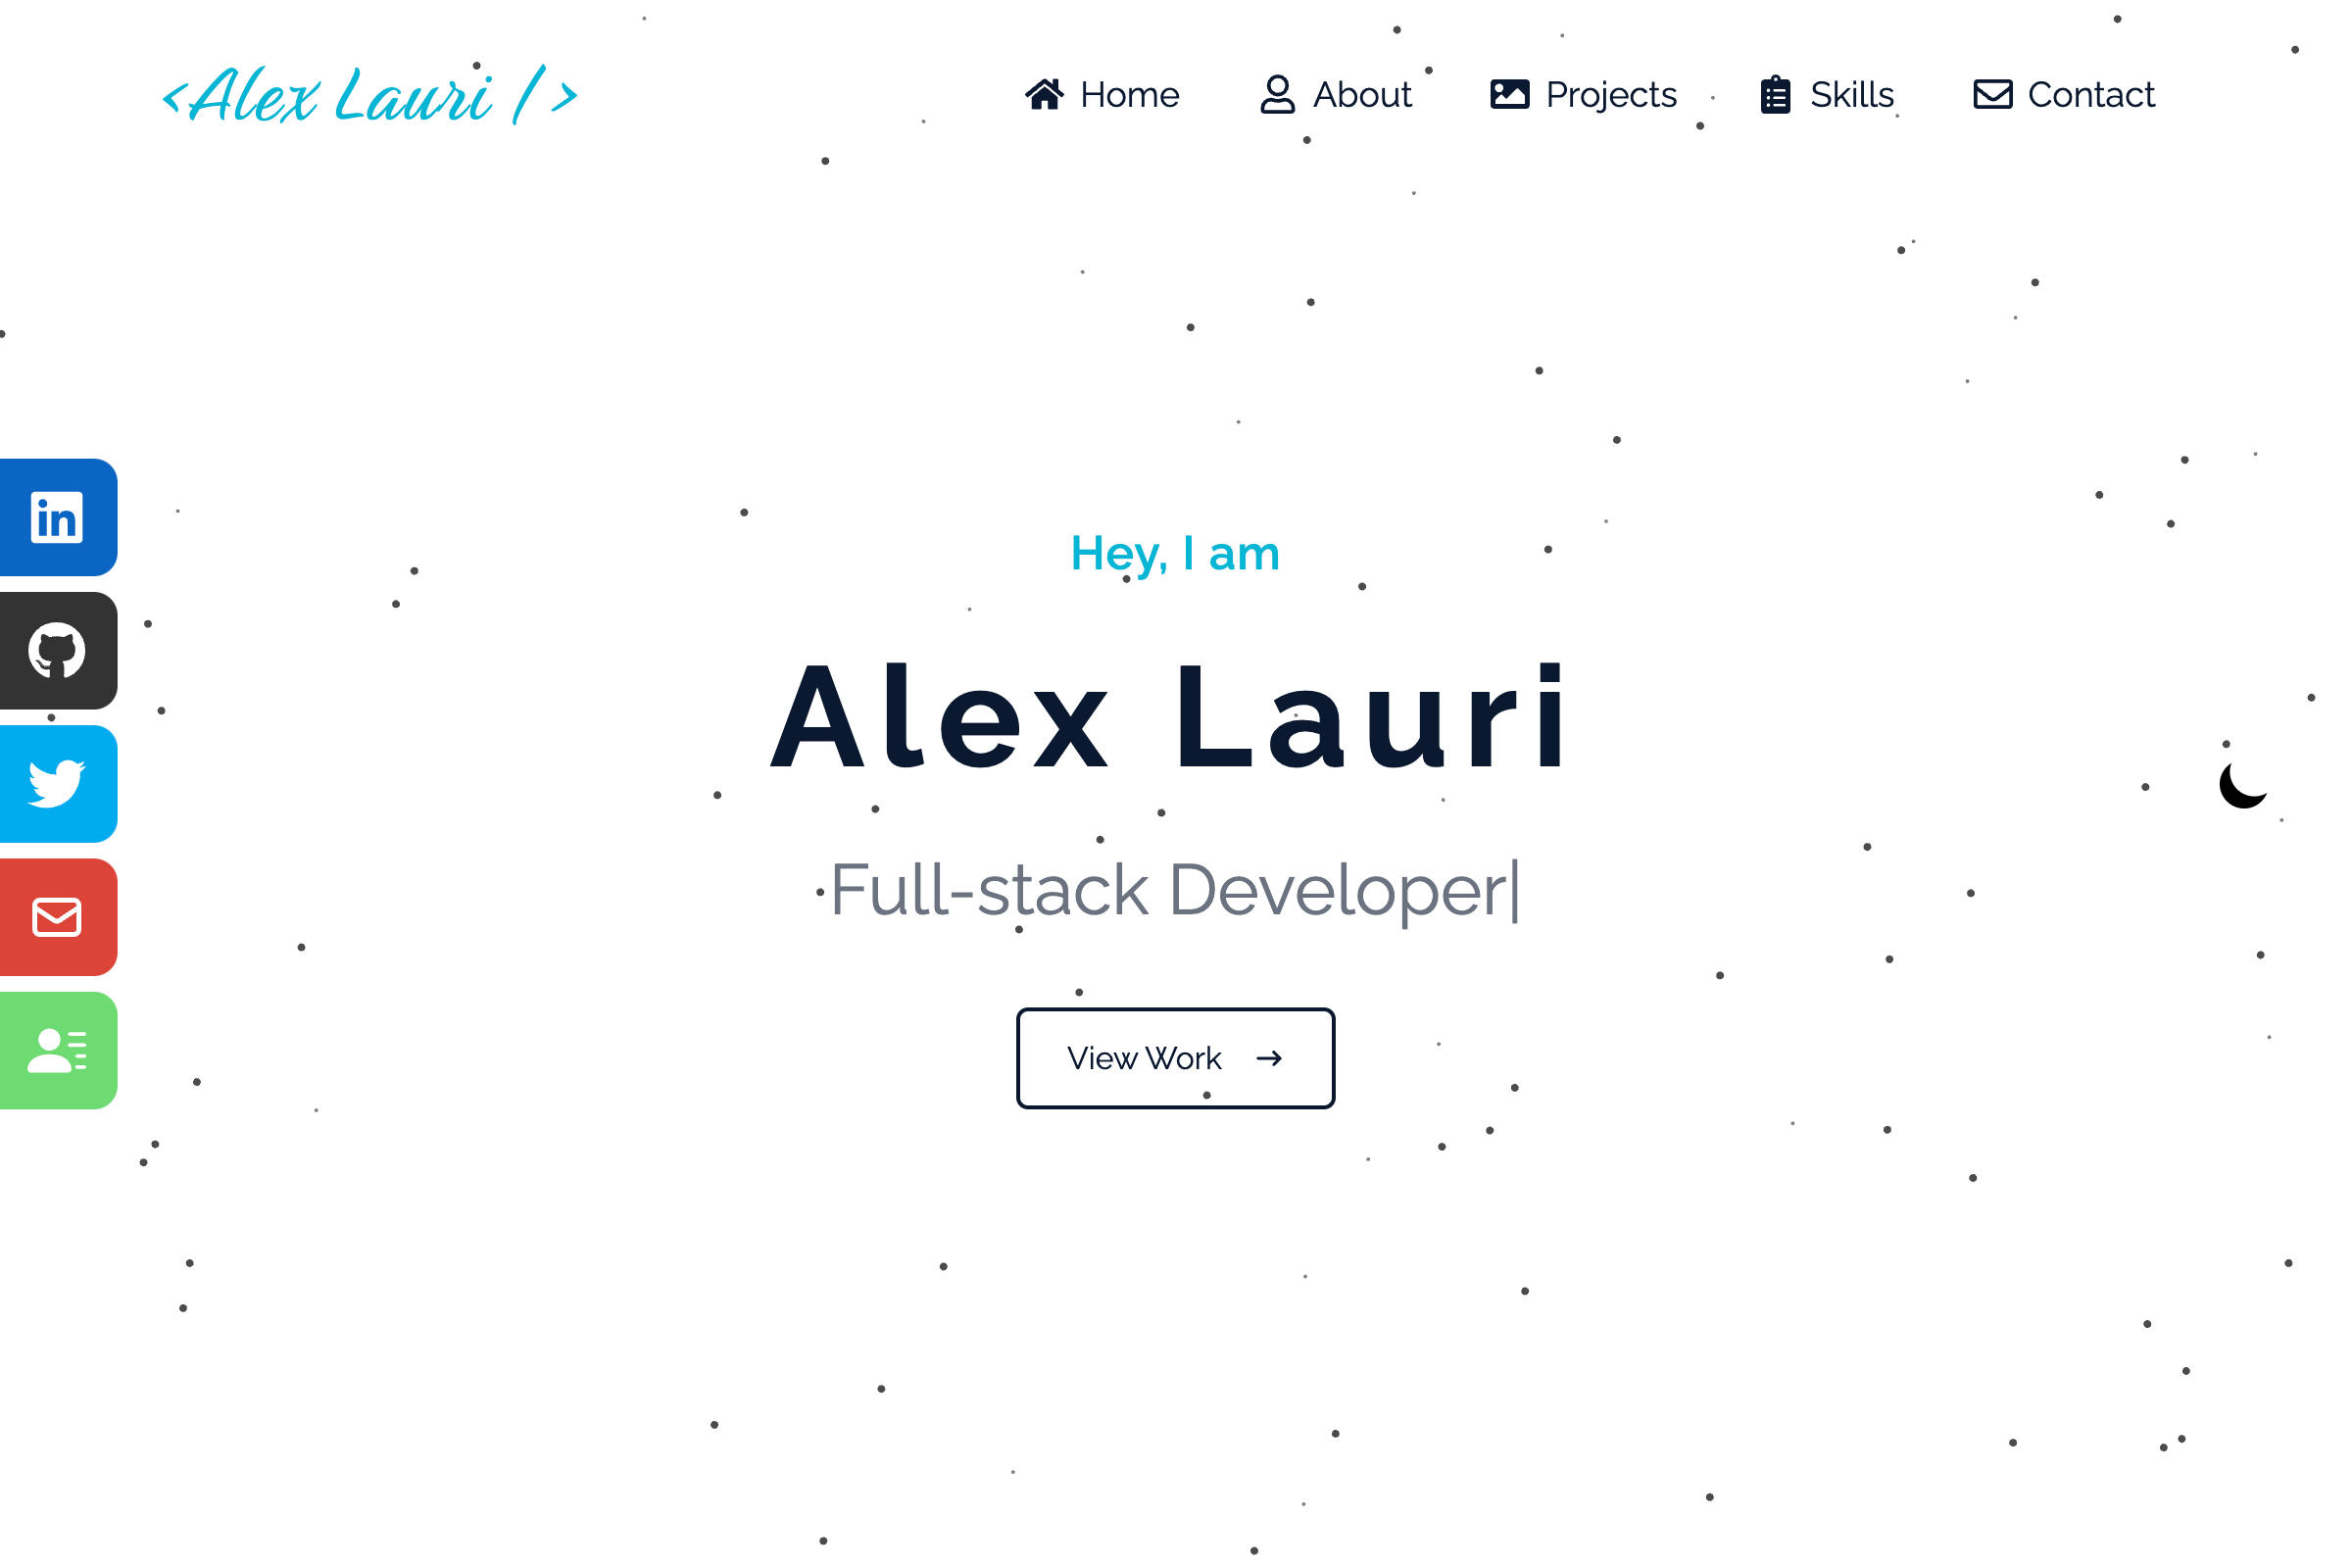 <Alex Lauri />
Home About Projects Skills Contact
in
Hey, I am
Alex Lauri
Full-stack Developer|
View Work →